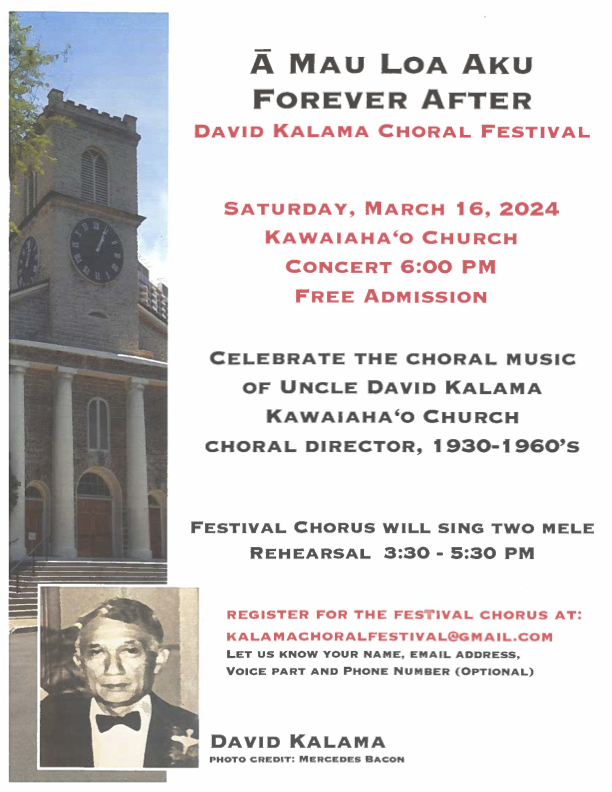 Ā Mau Loa Aku
Forever After
David Kalama Choral Festival
Saturday, March 16, 2024
Kawaiahaʻo Church
Concert 6:00 PM
Free Admission
Celebrate the choral music
of Uncle David Kalama
Kawaiahaʻo Church
choral director, 1930-1960's
Festival Chorus will sing two mele
Rehearsal 3:30 - 5:30 PM
register for the festival chorus at:
kalamachoralfestival@gmail.com
Let us know your name, email address,
Voice part and Phone Number (Optional)
David Kalama
photo credit: Mercedes Bacon